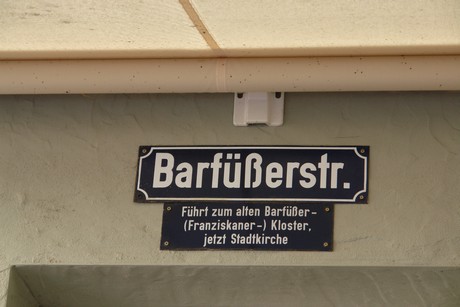 Barfüßerstr.
Führt zum alten Barfüßer-
(Franziskaner-) Kloster,
jetzt Stadtkirche